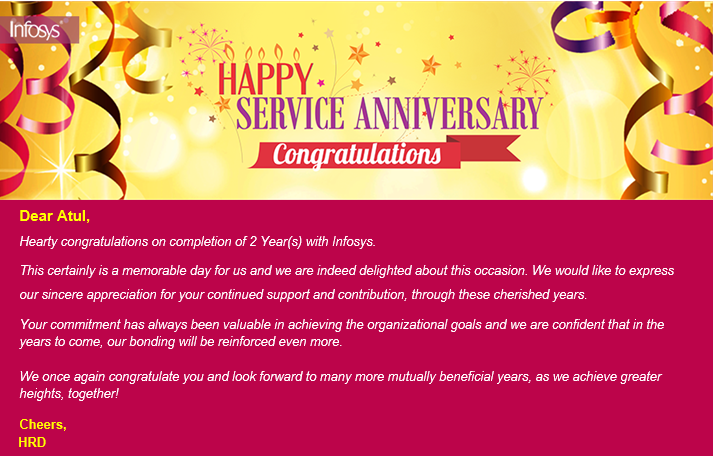 Infosys
HAPPY
SERVICE ANNIVERSARY
Congratulations
Dear Atul,
Hearty congratulations on completion of 2 Year(s) with Infosys.
This certainly is a memorable day for us and we are indeed delighted about this occasion. We would like to express
our sincere appreciation for your continued support and contribution, through these cherished years.
Your commitment has always been valuable in achieving the organizational goals and we are confident that in the
years to come, our bonding will be reinforced even more.
We once again congratulate you and look forward to many more mutually beneficial years, as we achieve greater
heights, together!
Cheers,
HRD